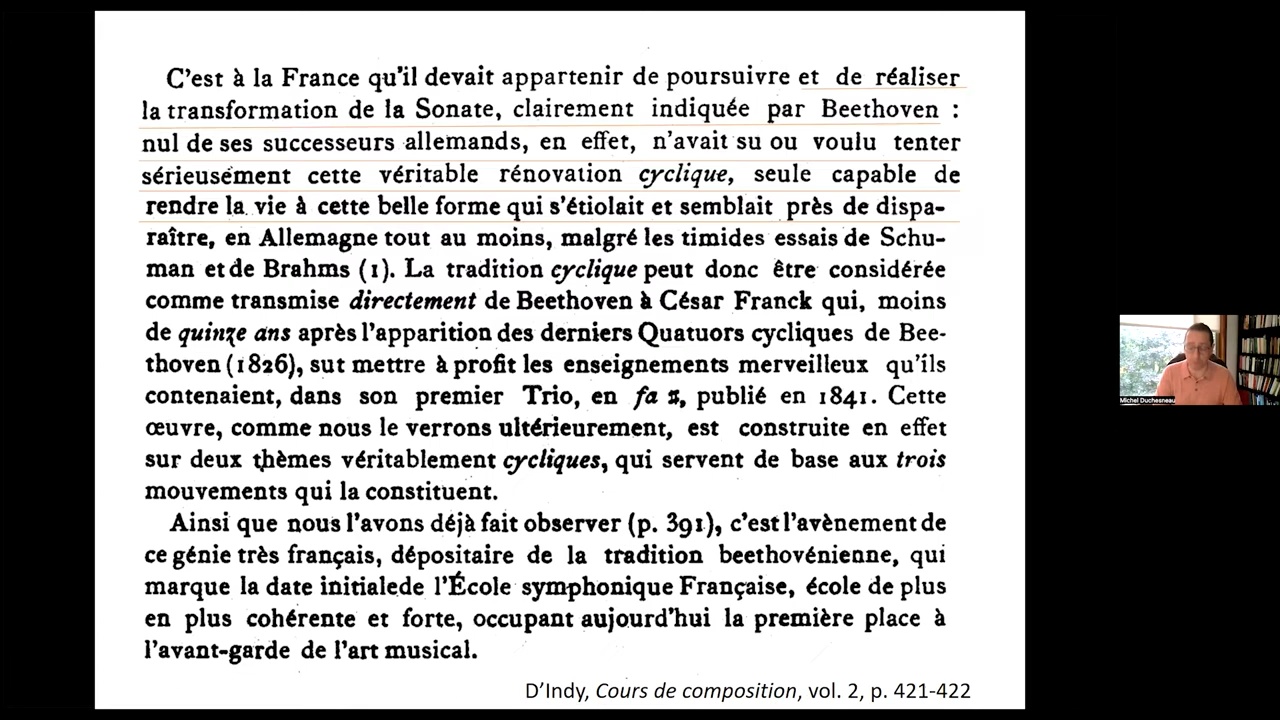 C'est à la France qu'il devait appartenir de poursuivre et de réaliser
la transformation de la Sonate, clairement indiquée par Beethoven :
nul de ses successeurs allemands, en effet, n'avait su ou voulu tenter
sérieusement cette véritable rénovation cyclique, seule capable de
rendre la vie à cette belle forme qui s'étiolait et semblait près de dispa-
raître, en Allemagne tout au moins, malgré les timides essais de Schu-
man et de Brahms (1). La tradition cyclique peut donc être considérée
comme transmise directement de Beethoven à César Franck qui, moins
de quinze ans après l'apparition des derniers Quatuors cycliques de Bee-
thoven (1826), sut mettre à profit les enseignements merveilleux qu'ils
contenaient, dans son premier Trio, en fa ♯, publié en 1841. Cette
œuvre, comme nous le verrons ultérieurement, est construite en effet
sur deux thèmes véritablement cycliques, qui servent de base aux trois
mouvements qui la constituent.
Ainsi que nous l'avons déjà fait observer (p. 391), c'est l'avènement de
ce génie très français, dépositaire de la tradition beethovénienne, qui
marque la date initialede l'École symphonique Française, école de plus
en plus cohérente et forte, occupant aujourd'hui la première place à
l'avant-garde de l'art musical.
D'Indy, Cours de composition, vol. 2, p. 421-422
Michel Duchesneau